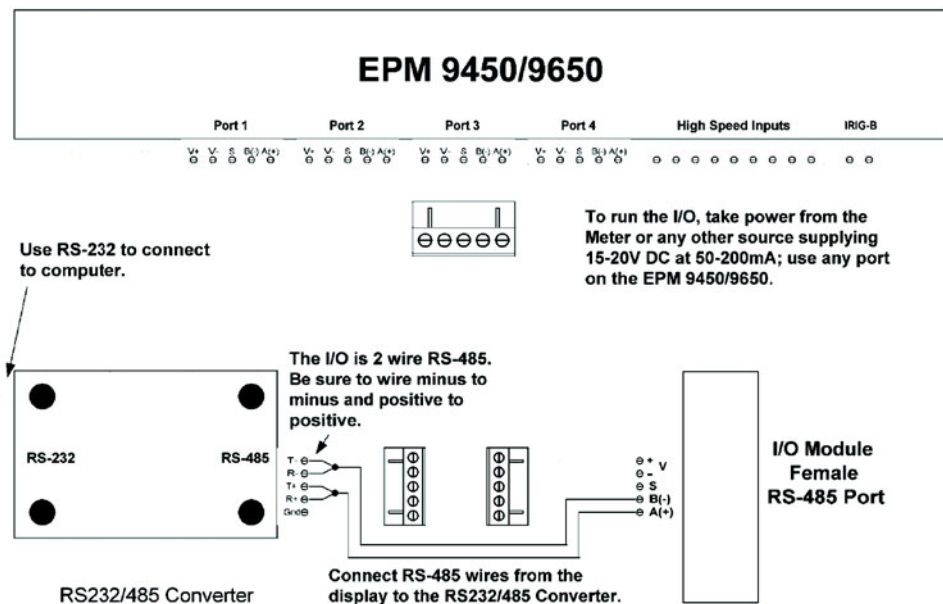 EPM 9450/9650
Port 1 Port 2 Port 3 Port 4 High Speed Inputs IRIG-B
V+ V- S B(-) A(+) V+ V- S B(-) A(+) V+ V- S B(-) A(+) V+ V- S B(-) A(+)
To run the I/O, take power from the
Meter or any other source supplying
15-20V DC at 50-200mA; use any port
on the EPM 9450/9650.
Use RS-232 to connect
to computer.
The I/O is 2 wire RS-485.
Be sure to wire minus to
minus and positive to
positive.
RS-232 RS-485
T-
R-
T+
R+
Gnd
+
V
-
S
B(-)
A(+)
I/O Module
Female
RS-485 Port
RS232/485 Converter
Connect RS-485 wires from the
display to the RS232/485 Converter.